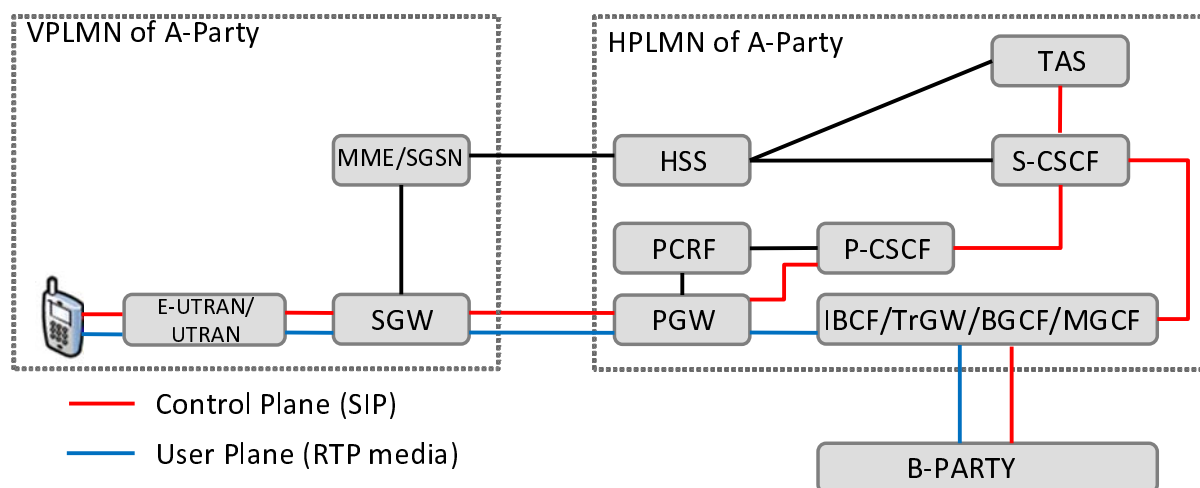 VPLMN of A-Party
HPLMN of A-Party
TAS
MME/SGSN
HSS
S-CSCF
PCRF
P-CSCF
E-UTRAN/
UTRAN
SGW
PGW
IBCF/TrGW/BGCF/MGCF
Control Plane (SIP)
User Plane (RTP media)
B-PARTY